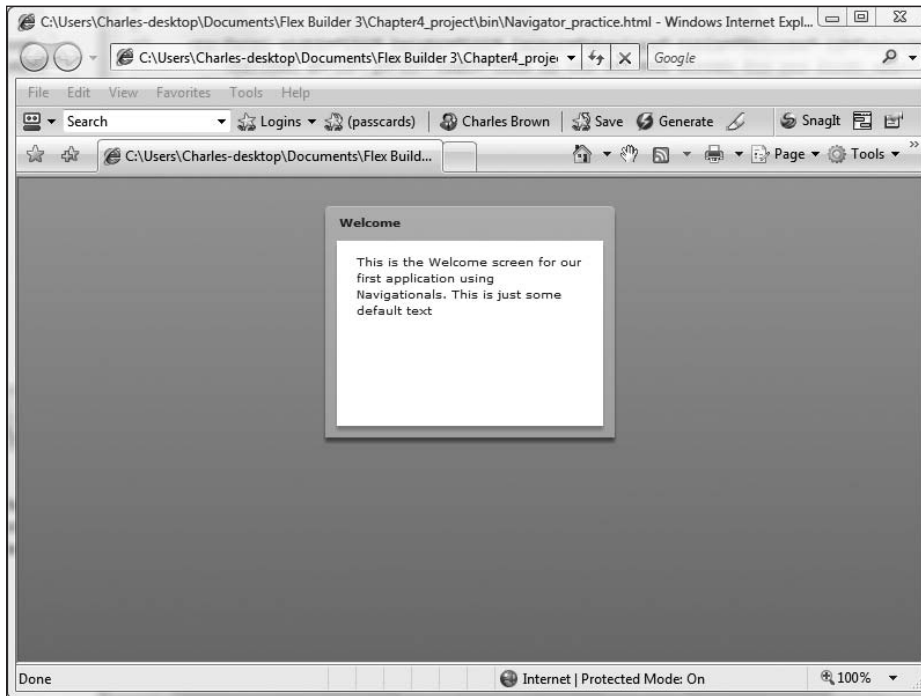 C:\Users\Charles-desktop\Documents\Flex Builder 3\Chapter4_project\bin\Navigator_practice.html - Windows Internet Expl...
C:\Users\Charles-desktop\Documents\Flex Builder 3\Chapter4_proje
Google
File Edit View Favorites Tools Help
Search Logins (passcards) Charles Brown Save Generate SnagIt
C:\Users\Charles-desktop\Documents\Flex Build... Page Tools »
Welcome
This is the Welcome screen for our
first application using
Navigationals. This is just some
default text
Done Internet | Protected Mode: On 100%